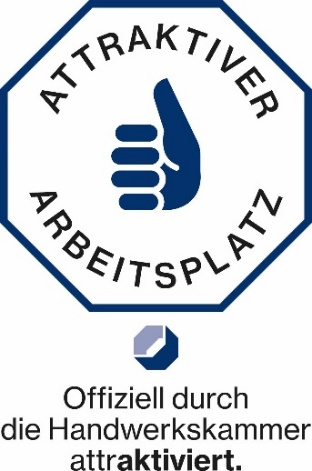 ATTRAKTIVER
ARBEITSPLATZ
Offiziell durch
die Handwerkskammer
attraktiviert.